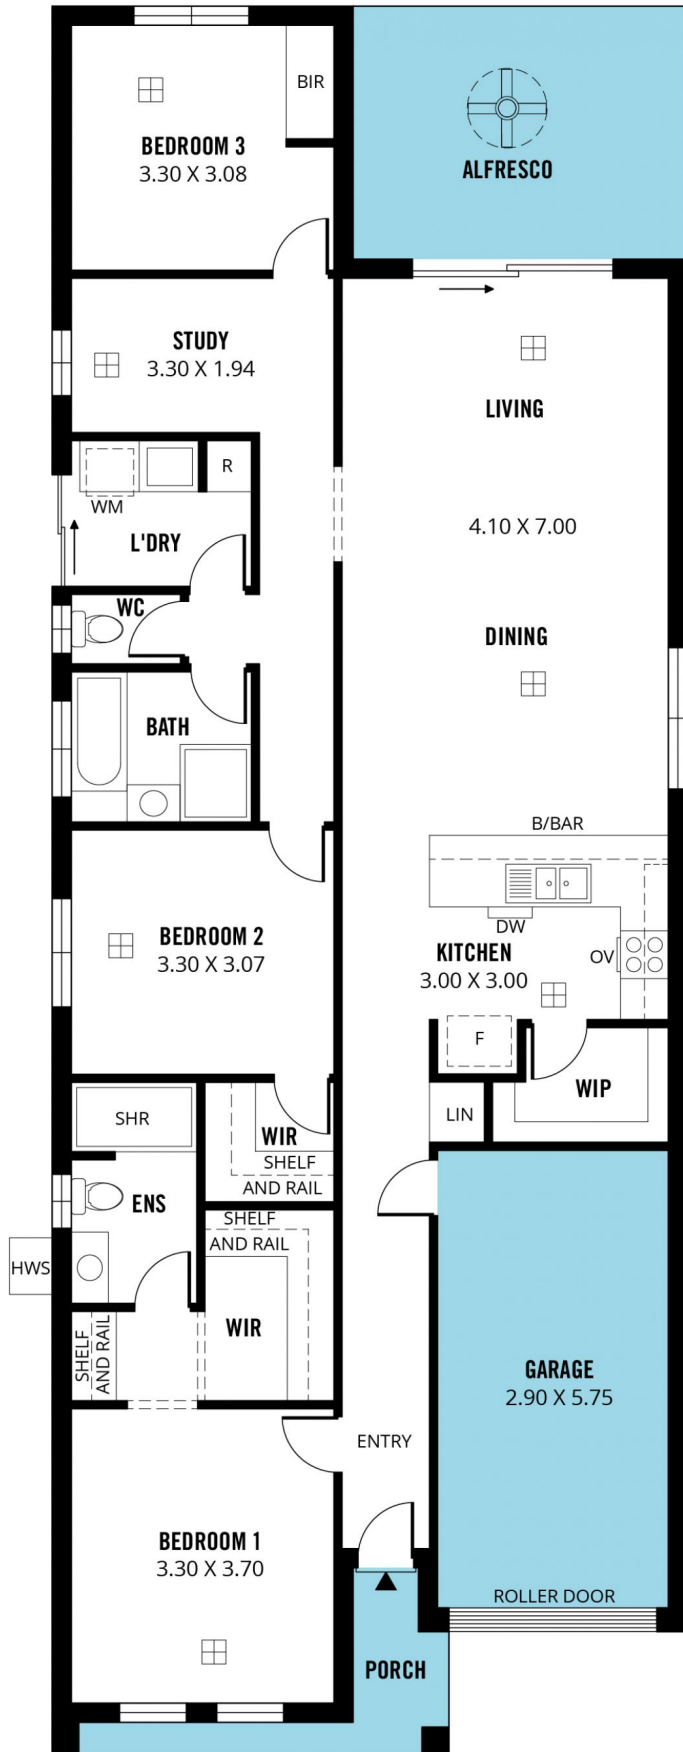 BIR
BEDROOM 3
3.30 X 3.08
ALFRESCO
STUDY
3.30 X 1.94
LIVING
R
WM
L'DRY
4.10 X 7.00
WC
DINING
BATH
B/BAR
DW
BEDROOM 2
3.30 X 3.07
KITCHEN
3.00 X 3.00
OV
F
WIP
SHR
LIN
WIR
SHELF
AND RAIL
ENS
SHELF
AND RAIL
HWS
WIR
SHELF
AND RAIL
GARAGE
2.90 X 5.75
ENTRY
BEDROOM 1
3.30 X 3.70
ROLLER DOOR
PORCH